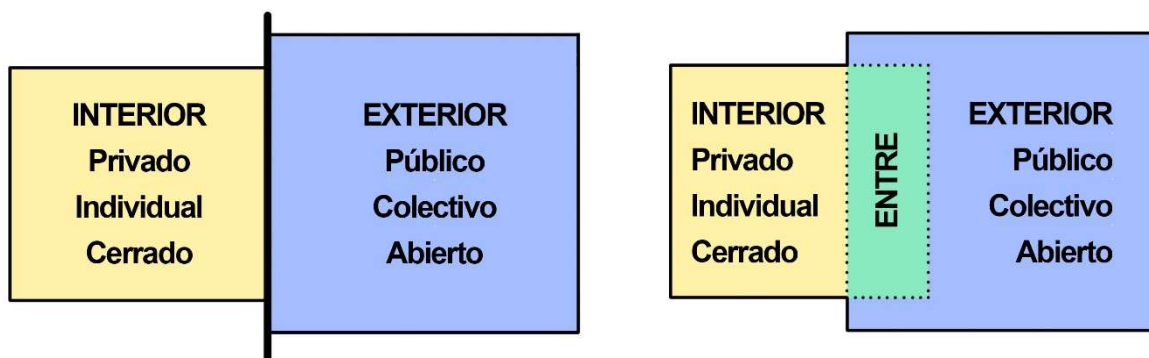 INTERIOR
Privado
Individual
Cerrado
EXTERIOR
Público
Colectivo
Abierto
INTERIOR
Privado
Individual
Cerrado
ENTRE
EXTERIOR
Público
Colectivo
Abierto